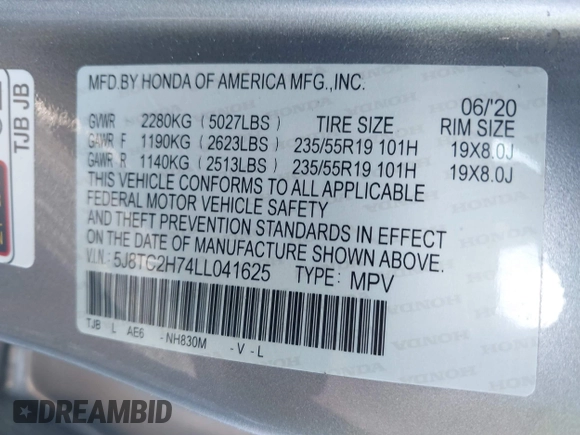 MFD.BY HONDA OF AMERICA MFG.,INC.
06/'20
GVWR 2280KG (5027LBS) TIRE SIZE RIM SIZE
GAWR F 1190KG (2623LBS) 235/55R19 101H 19X8.0J
GAWR R 1140KG (2513LBS) 235/55R19 101H 19X8.0J
THIS VEHICLE CONFORMS TO ALL APPLICABLE
FEDERAL MOTOR VEHICLE SAFETY
AND THEFT PREVENTION STANDARDS IN EFFECT
ON THE DATE OF MANUFACTURE SHOWN ABOVE.
V.I.N.: 5J8TC2H74LL041625 TYPE: MPV
TJB L AE6 -NH830M -V-L
TJB JB
DREAMBID